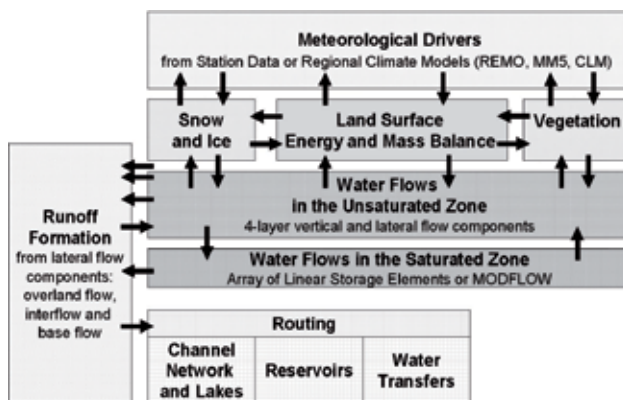 Meteorological Drivers
from Station Data or Regional Climate Models (REMO, MM5, CLM)
Snow
and Ice
Land Surface
Energy and Mass Balance
Vegetation
Water Flows
in the Unsaturated Zone
4-layer vertical and lateral flow components
Water Flows in the Saturated Zone
Array of Linear Storage Elements or MODFLOW
Runoff
Formation
from lateral flow
components:
overland flow,
interflow and
base flow
Routing
Channel
Network
and Lakes
Reservoirs
Water
Transfers